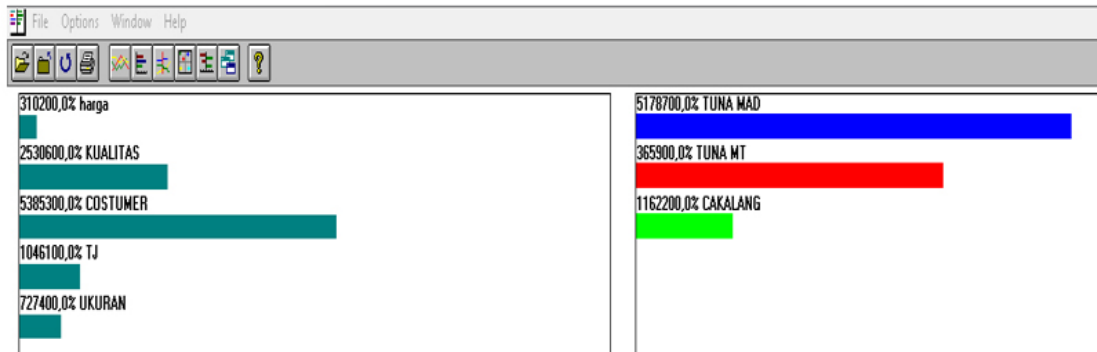 File Options Window Help
310200,0% harga
2530600,0% KUALITAS
5385300,0% COSTUMER
1046100,0% TJ
727400,0% UKURAN
5178700,0% TUNA MAD
365900,0% TUNA MT
1162200,0% CAKALANG